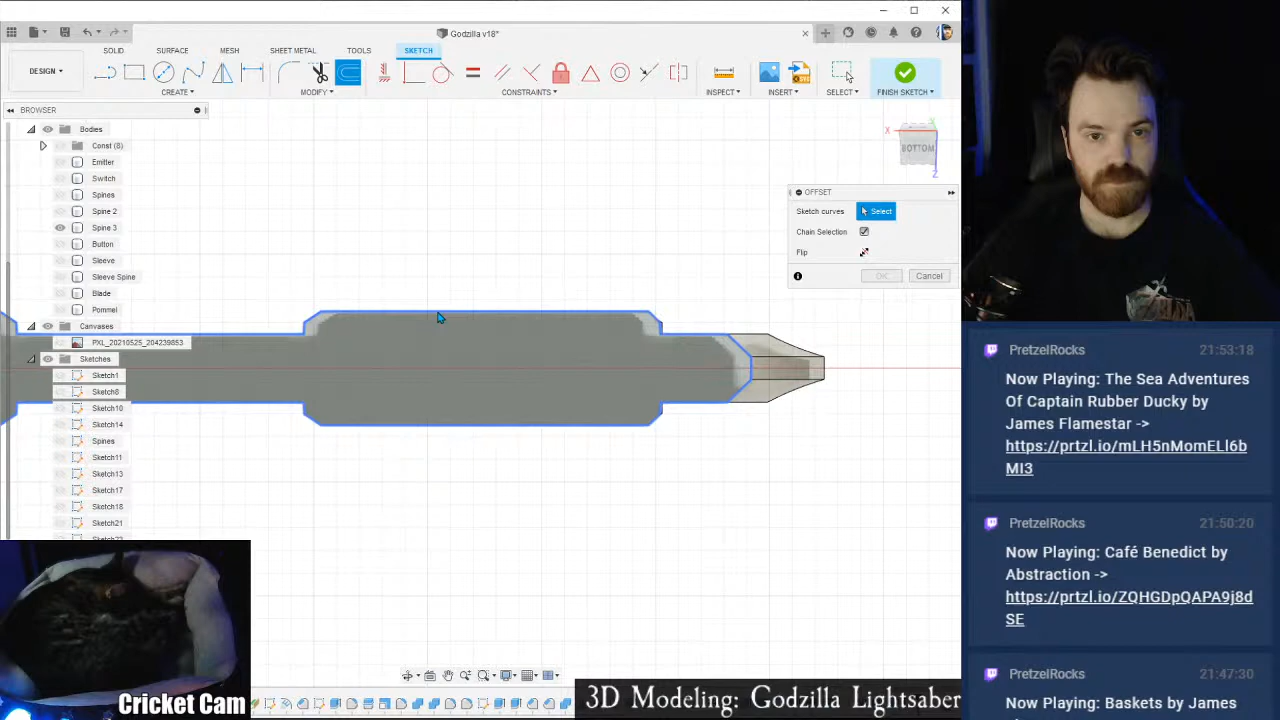 Godzilla v18*
SOLID SURFACE MESH SHEET METAL TOOLS SKETCH
DESIGN
CREATE MODIFY CONSTRAINTS INSPECT INSERT SELECT FINISH SKETCH
BROWSER
Bodies
Const (8)
Emitter
Switch
Spines
Spine 2
Spine 3
Button
Sleeve
Sleeve Spine
Blade
Pommel
Canvases
PXL_20210525_204239853
Sketches
Sketch1
Sketch8
Sketch10
Sketch14
Spines
Sketch11
Sketch13
Sketch17
Sketch18
Sketch21
X
BOTTOM
Z
OFFSET
Sketch curves Select
Chain Selection
Flip
OK Cancel
Cricket Cam
3D Modeling: Godzilla Lightsaber
PretzelRocks 21:53:18
Now Playing: The Sea Adventures
Of Captain Rubber Ducky by
James Flamestar ->
https://prtzl.io/mLH5nMomELl6b
MI3
PretzelRocks 21:50:20
Now Playing: Café Benedict by
Abstraction ->
https://prtzl.io/ZQHGDpQAPA9j8d
SE
PretzelRocks 21:47:30
Now Playing: Baskets by James